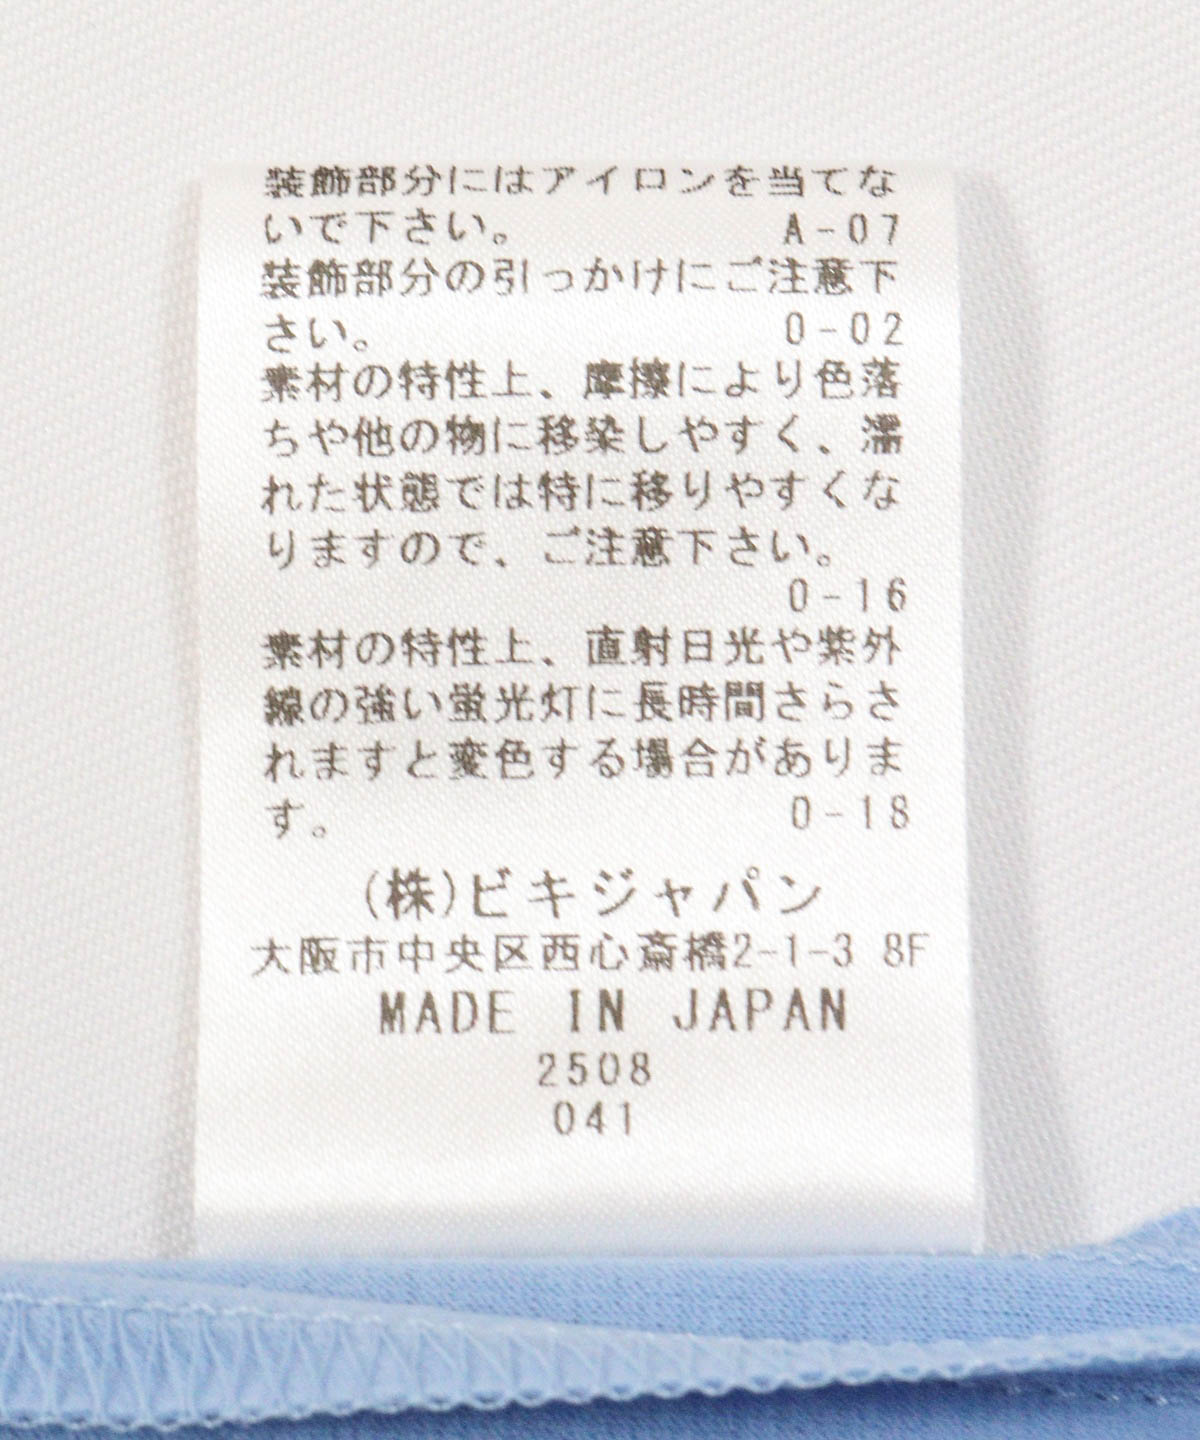 装飾部分にはアイロンを当てな
いで下さい。 A-07
装飾部分の引っかけにご注意下
さい。 0-02
素材の特性上、摩擦により色落
ちや他の物に移染しやすく、濡
れた状態では特に移りやすくな
りますので、ご注意下さい。
0-16
素材の特性上、直射日光や紫外
線の強い蛍光灯に長時間さらさ
れますと変色する場合がありま
す。 0-18
(株)ビキジャパン
大阪市中央区西心斎橋2-1-3 8F
MADE IN JAPAN
2508
041